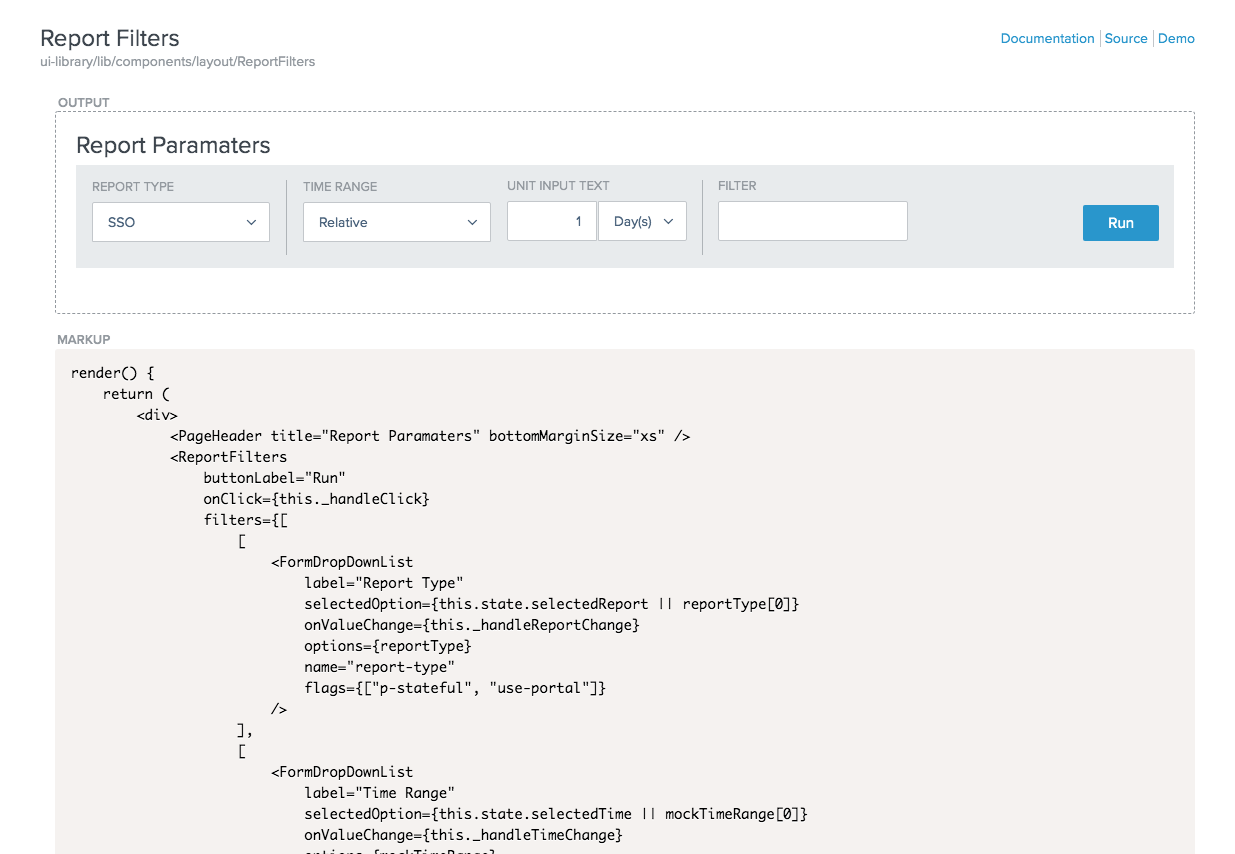 Report Filters
Documentation Source Demo
ui-library/lib/components/layout/ReportFilters
OUTPUT
Report Paramaters
REPORT TYPE TIME RANGE UNIT INPUT TEXT FILTER
SSO Relative 1 Day(s) Run
MARKUP
render() {
return (
<div>
<PageHeader title="Report Paramaters" bottomMarginSize="xs" />
<ReportFilters
buttonLabel="Run"
onClick={this._handleClick}
filters={[
[
<FormDropDownList
label="Report Type"
selectedOption={this.state.selectedReport || reportType[0]}
onValueChange={this._handleReportChange}
options={reportType}
name="report-type"
flags={["p-stateful", "use-portal"]}
/>
],
[
<FormDropDownList
label="Time Range"
selectedOption={this.state.selectedTime || mockTimeRange[0]}
onValueChange={this._handleTimeChange}
options={mockTimeRange}